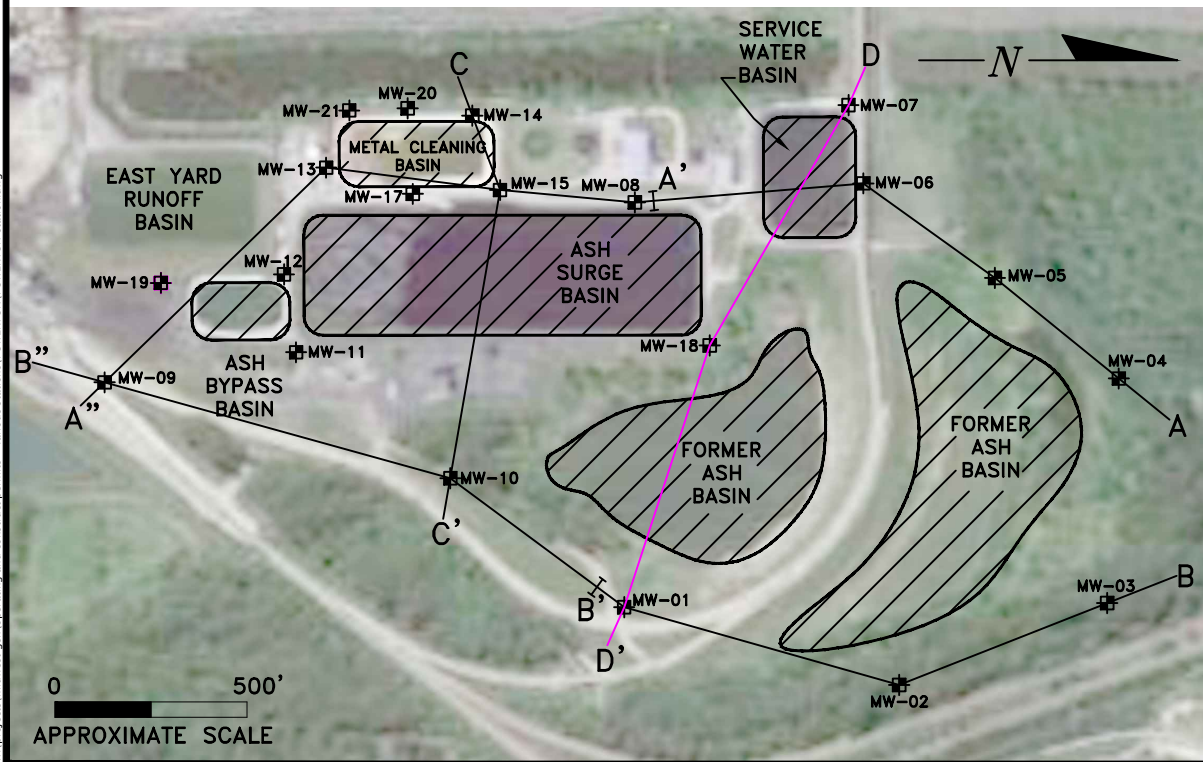 SERVICE
WATER
BASIN
D
N
C
MW-21
MW-20
MW-14
MW-07
METAL CLEANING
BASIN
MW-13
EAST YARD
RUNOFF
BASIN
MW-17
MW-15
MW-08
A'
MW-06
MW-12
MW-19
ASH
SURGE
BASIN
MW-05
MW-18
MW-11
B"
MW-09
A"
ASH
BYPASS
BASIN
MW-04
A
FORMER
ASH
BASIN
FORMER
ASH
BASIN
MW-10
C'
B'
MW-01
D'
MW-03
B
MW-02
0 500'
APPROXIMATE SCALE